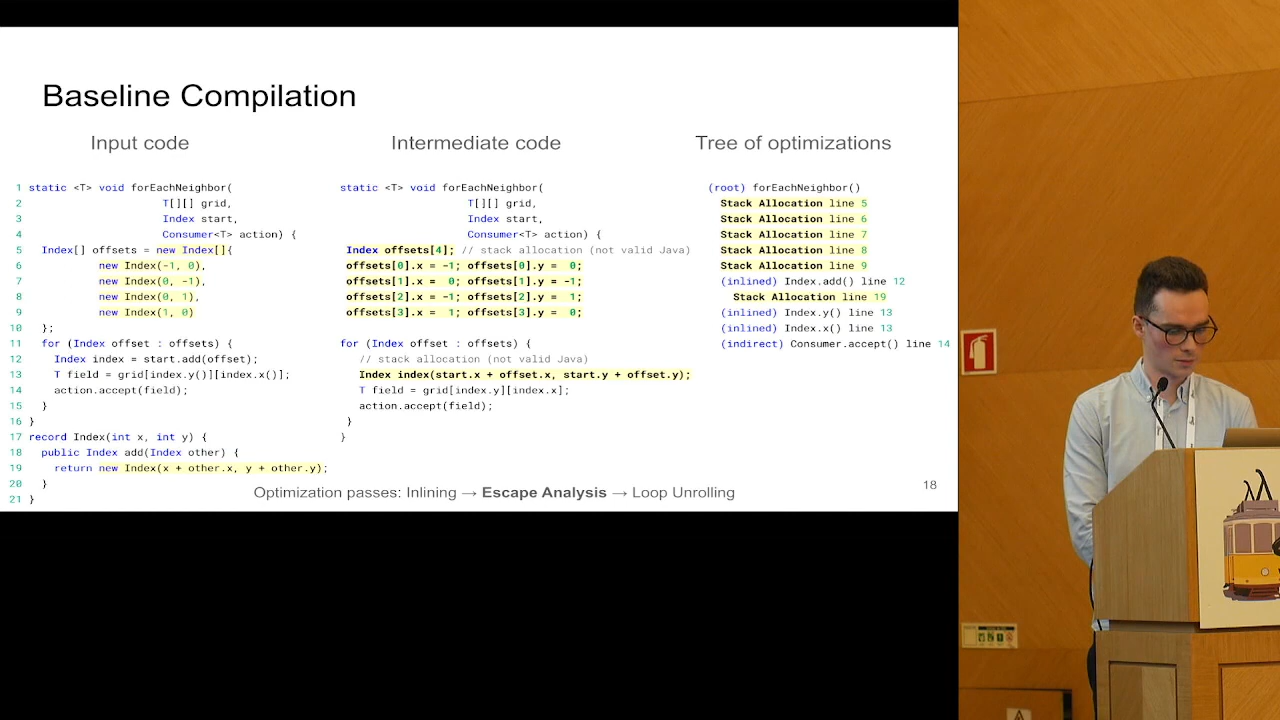 Baseline Compilation
Input code
1 static <T> void forEachNeighbor(
2 T[][] grid,
3 Index start,
4 Consumer<T> action) {
5 Index[] offsets = new Index[]{
6 new Index(-1, 0),
7 new Index(0, -1),
8 new Index(0, 1),
9 new Index(1, 0)
10 };
11 for (Index offset : offsets) {
12 Index index = start.add(offset);
13 T field = grid[index.y()][index.x()];
14 action.accept(field);
15 }
16 }
17 record Index(int x, int y) {
18 public Index add(Index other) {
19 return new Index(x + other.x, y + other.y);
20 }
21 }
Intermediate code
static <T> void forEachNeighbor(
T[][] grid,
Index start,
Consumer<T> action) {
Index offsets[4]; // stack allocation (not valid Java)
offsets[0].x = -1; offsets[0].y = 0;
offsets[1].x = 0; offsets[1].y = -1;
offsets[2].x = -1; offsets[2].y = 1;
offsets[3].x = 1; offsets[3].y = 0;
for (Index offset : offsets) {
// stack allocation (not valid Java)
Index index(start.x + offset.x, start.y + offset.y);
T field = grid[index.y][index.x];
action.accept(field);
}
}
Tree of optimizations
(root) forEachNeighbor()
Stack Allocation line 5
Stack Allocation line 6
Stack Allocation line 7
Stack Allocation line 8
Stack Allocation line 9
(inlined) Index.add() line 12
Stack Allocation line 19
(inlined) Index.y() line 13
(inlined) Index.x() line 13
(indirect) Consumer.accept() line 14
Optimization passes: Inlining → Escape Analysis → Loop Unrolling
18